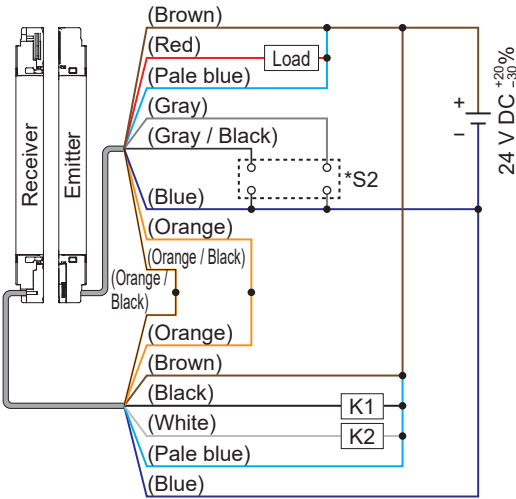 (Brown)
(Red)
Load
(Pale blue)
(Gray)
(Gray / Black)
*S2
(Blue)
(Orange)
(Orange / Black)
(Orange /
Black)
(Orange)
(Brown)
(Black)
K1
(White)
K2
(Pale blue)
(Blue)
Receiver
Emitter
+
−
24 V DC +20 −30 %